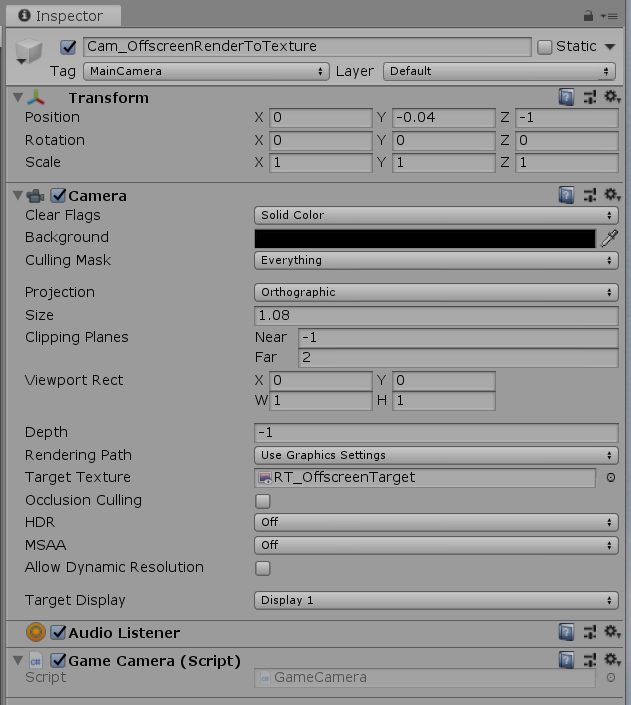 Inspector
Cam_OffscreenRenderToTexture Static
Tag MainCamera Layer Default
Transform
Position X 0 Y -0.04 Z -1
Rotation X 0 Y 0 Z 0
Scale X 1 Y 1 Z 1
Camera
Clear Flags Solid Color
Background
Culling Mask Everything
Projection Orthographic
Size 1.08
Clipping Planes Near -1
Far 2
Viewport Rect X 0 Y 0
W 1 H 1
Depth -1
Rendering Path Use Graphics Settings
Target Texture RT_OffscreenTarget
Occlusion Culling
HDR Off
MSAA Off
Allow Dynamic Resolution
Target Display Display 1
Audio Listener
c# Game Camera (Script)
Script GameCamera